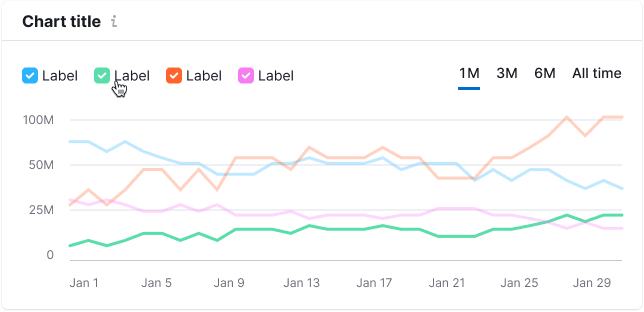 Chart title
Label Label Label Label 1M 3M 6M All time
100M
50M
25M
0
Jan 1 Jan 5 Jan 9 Jan 13 Jan 17 Jan 21 Jan 25 Jan 29